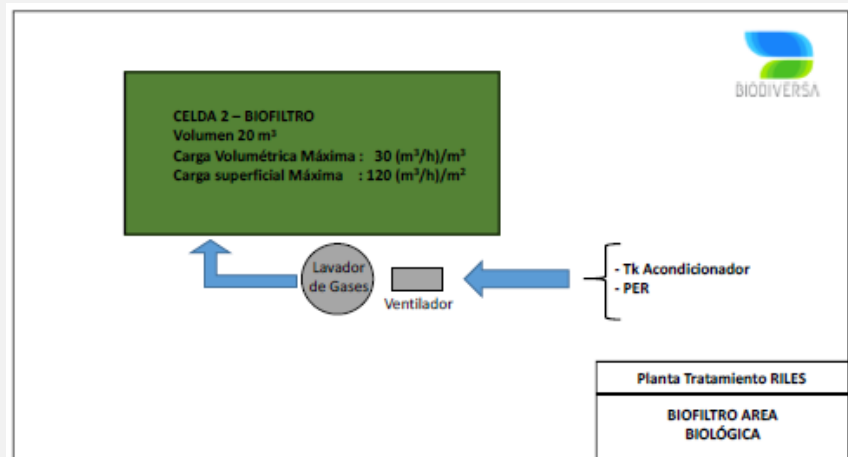 BIODIVERSA
CELDA 2 – BIOFILTRO
Volumen 20 m³
Carga Volumétrica Máxima : 30 (m³/h)/m³
Carga superficial Máxima : 120 (m³/h)/m²
Lavador
de Gases
Ventilador
- Tk Acondicionador
- PER
Planta Tratamiento RILES
BIOFILTRO AREA
BIOLÓGICA